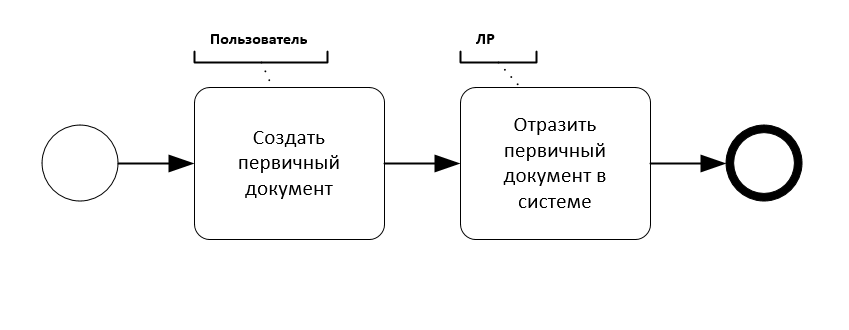 Пользователь
ЛР
Создать
первичный
документ
Отразить
первичный
документ в
системе